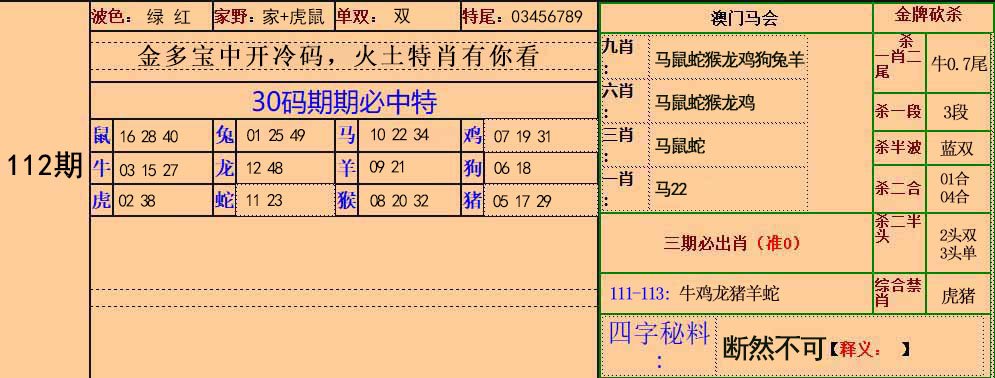 112期
波色: 绿 红 家野: 家+虎鼠 单双: 双 特尾: 03456789
金多宝中开冷码，火土特肖有你看
30码期期必中特
鼠 16 28 40 兔 01 25 49 马 10 22 34 鸡 07 19 31
牛 03 15 27 龙 12 48 羊 09 21 狗 06 18
虎 02 38 蛇 11 23 猴 08 20 32 猪 05 17 29
澳门马会
九肖: 马鼠蛇猴龙鸡狗兔羊
六肖: 马鼠蛇猴龙鸡
三肖: 马鼠蛇
一肖: 马22
三期必出肖（准0）
111-113: 牛鸡龙猪羊蛇
四字秘料: 断然不可【释义: 】
金牌砍杀
杀一肖二尾 牛0.7尾
杀一段 3段
杀半波 蓝双
杀二合 01合
04合
杀二半头 2头双
3头单
综合禁肖 虎猪